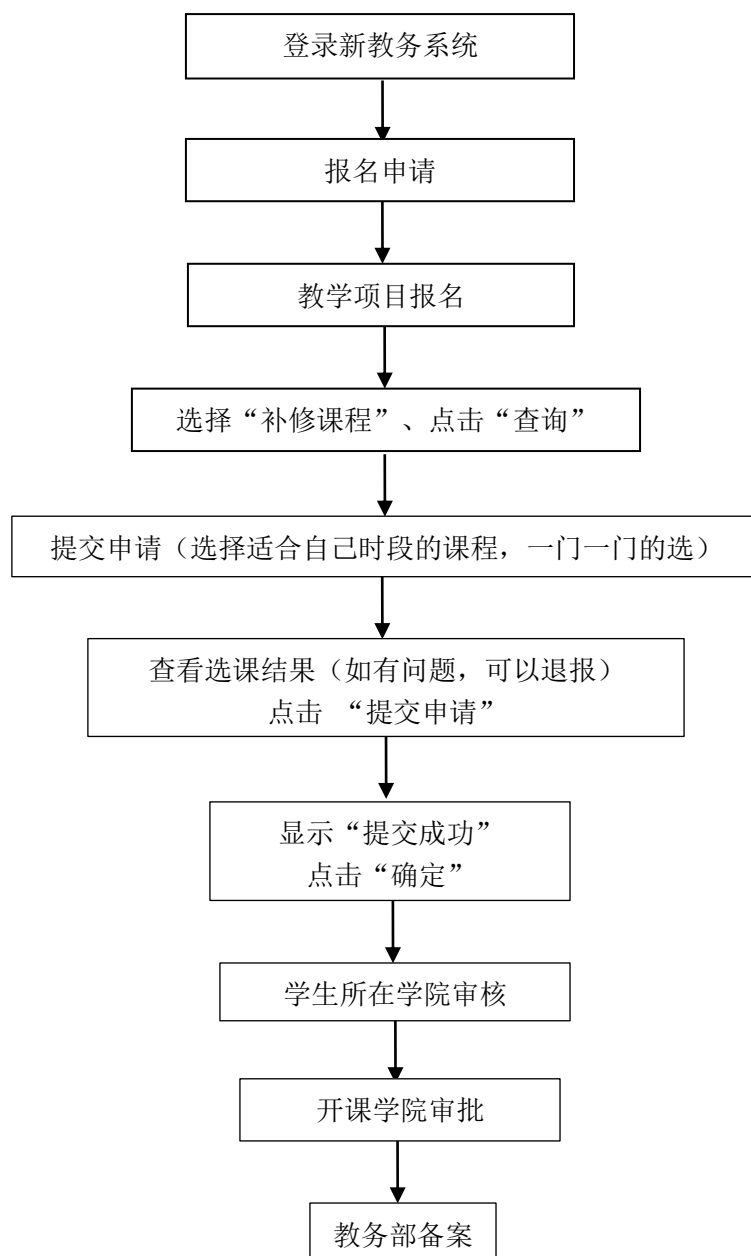 登录新教务系统
报名申请
教学项目报名
选择“补修课程”、点击“查询”
提交申请（选择适合自己时段的课程，一门一门的选）
查看选课结果（如有问题，可以退报）
点击 “提交申请”
显示“提交成功”
点击“确定”
学生所在学院审核
开课学院审批
教务部备案